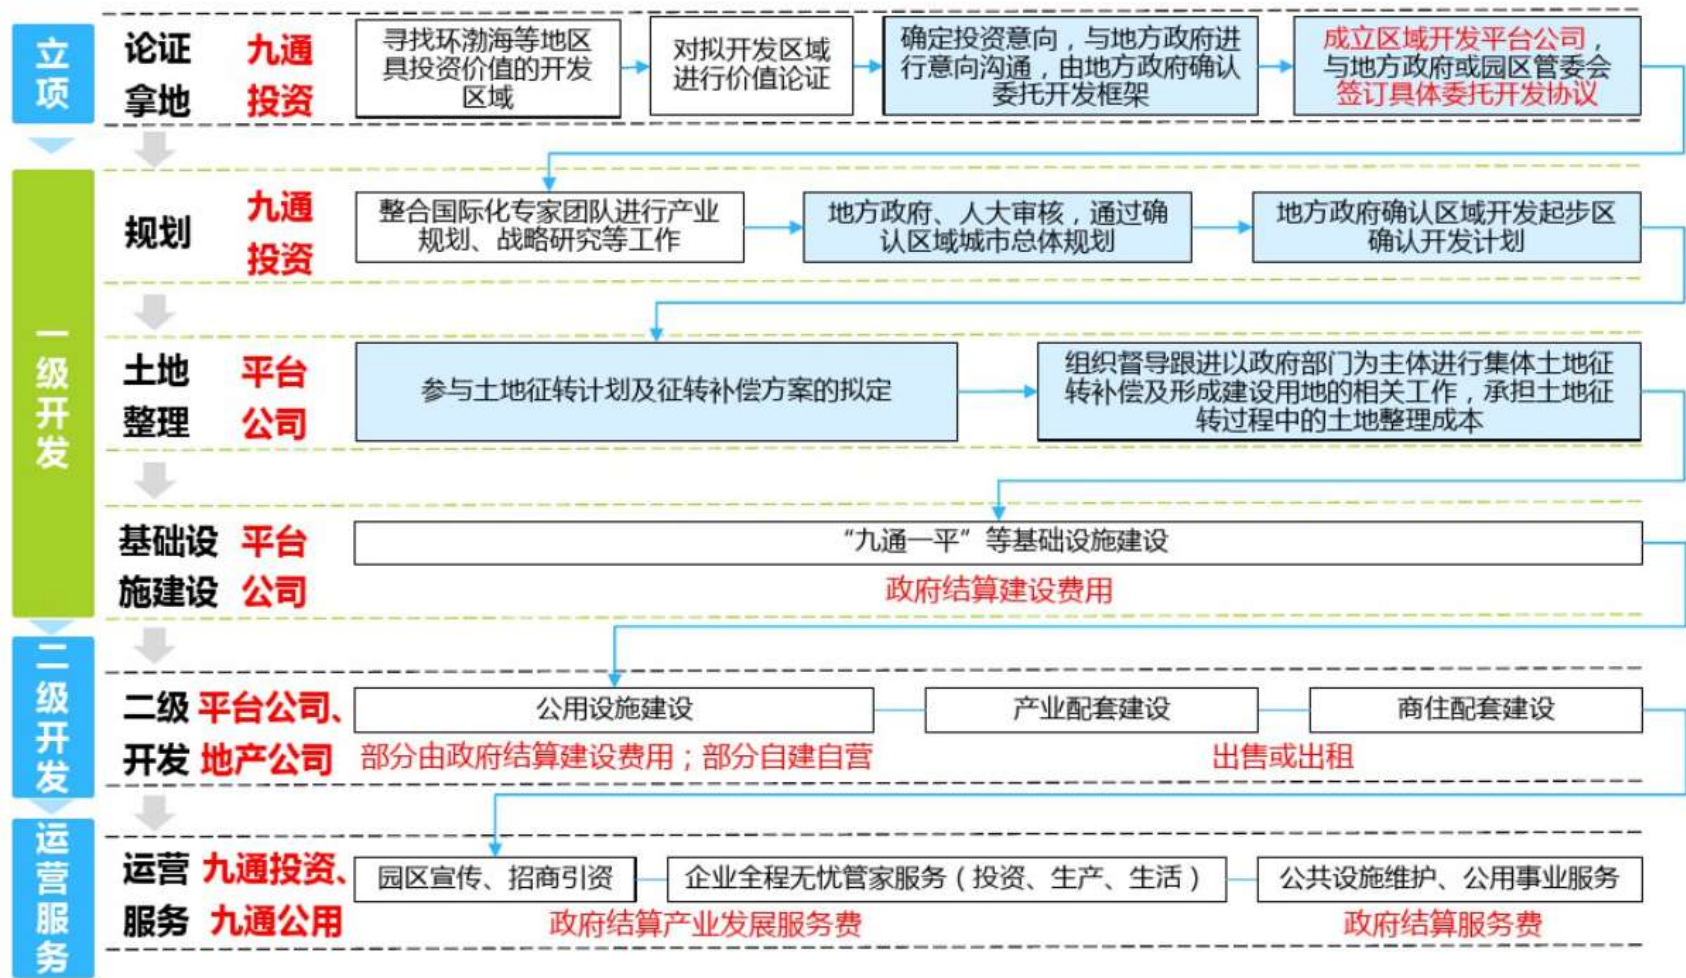 立项
论证
拿地
九通
投资
寻找环渤海等地区
具投资价值的开发
区域
对拟开发区域
进行价值论证
确定投资意向，与地方政府进
行意向沟通，由地方政府确认
委托开发框架
成立区域开发平台公司，
与地方政府或园区管委会
签订具体委托开发协议
一级开发
规划
九通
投资
整合国际化专家团队进行产业
规划、战略研究等工作
地方政府、人大审核，通过确
认区域城市总体规划
地方政府确认区域开发起步区
确认开发计划
土地
整理
平台
公司
参与土地征转计划及征转补偿方案的拟定
组织督导跟进以政府部门为主体进行集体土地征
转补偿及形成建设用地的相关工作，承担土地征
转过程中的土地整理成本
基础设
施建设
平台
公司
“九通一平”等基础设施建设
政府结算建设费用
二级开发
二级
开发
平台公司、
地产公司
公用设施建设
产业配套建设
商住配套建设
部分由政府结算建设费用；部分自建自营
出售或出租
运营服务
运营
服务
九通投资、
九通公用
园区宣传、招商引资
企业全程无忧管家服务（投资、生产、生活）
公共设施维护、公用事业服务
政府结算产业发展服务费
政府结算服务费